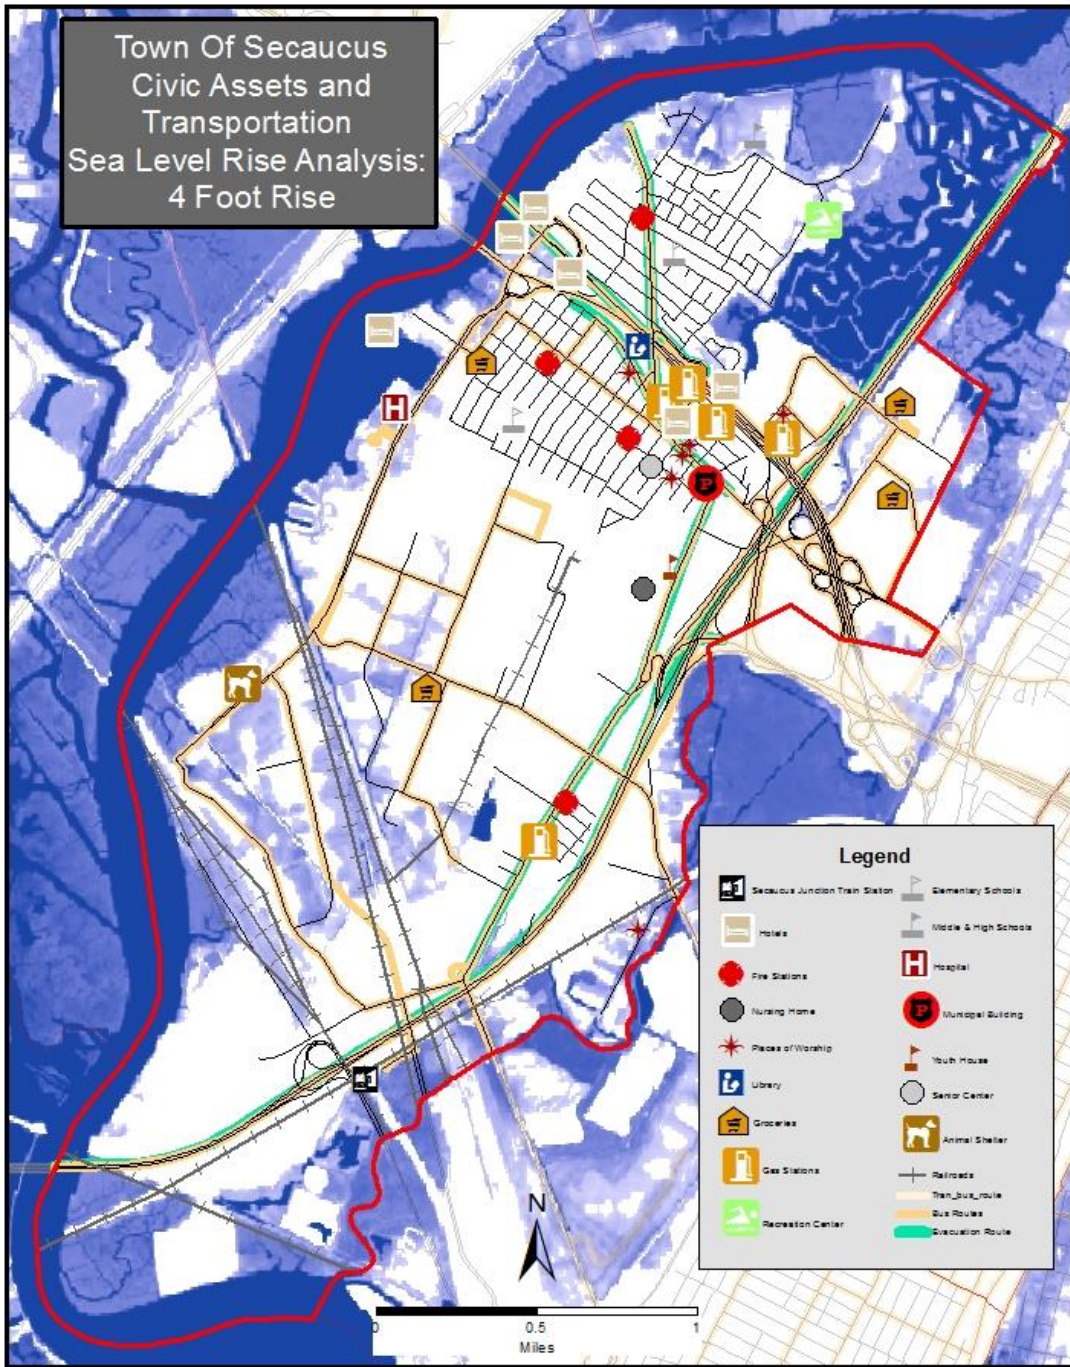 Town Of Secaucus
Civic Assets and
Transportation
Sea Level Rise Analysis:
4 Foot Rise
H
P
Legend
Secaucus Junction Train Station
Elementary Schools
Hotels
Middle & High Schools
Fire Stations
H
Hospital
Nursing Home
P
Municipal Building
Places of Worship
Youth House
Library
Senior Center
Groceries
Animal Shelter
Gas Stations
Railroads
Tran_bus_route
Bus Routes
Recreation Center
Evacuation Route
N
0
0.5
1
Miles